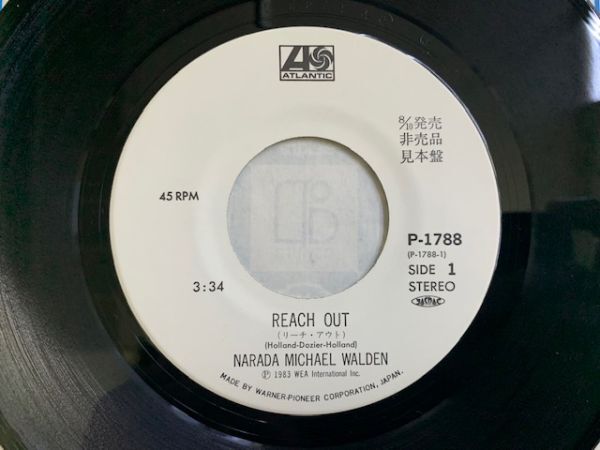 ATLANTIC
8/10発売
非売品
見本盤
45 RPM
P-1788
(P-1788-1)
SIDE 1
STEREO
JASRAC
3:34
REACH OUT
(リーチ・アウト)
(Holland-Dozier-Holland)
NARADA MICHAEL WALDEN
Ⓟ 1983 WEA International Inc.
MADE BY WARNER-PIONEER CORPORATION, JAPAN.